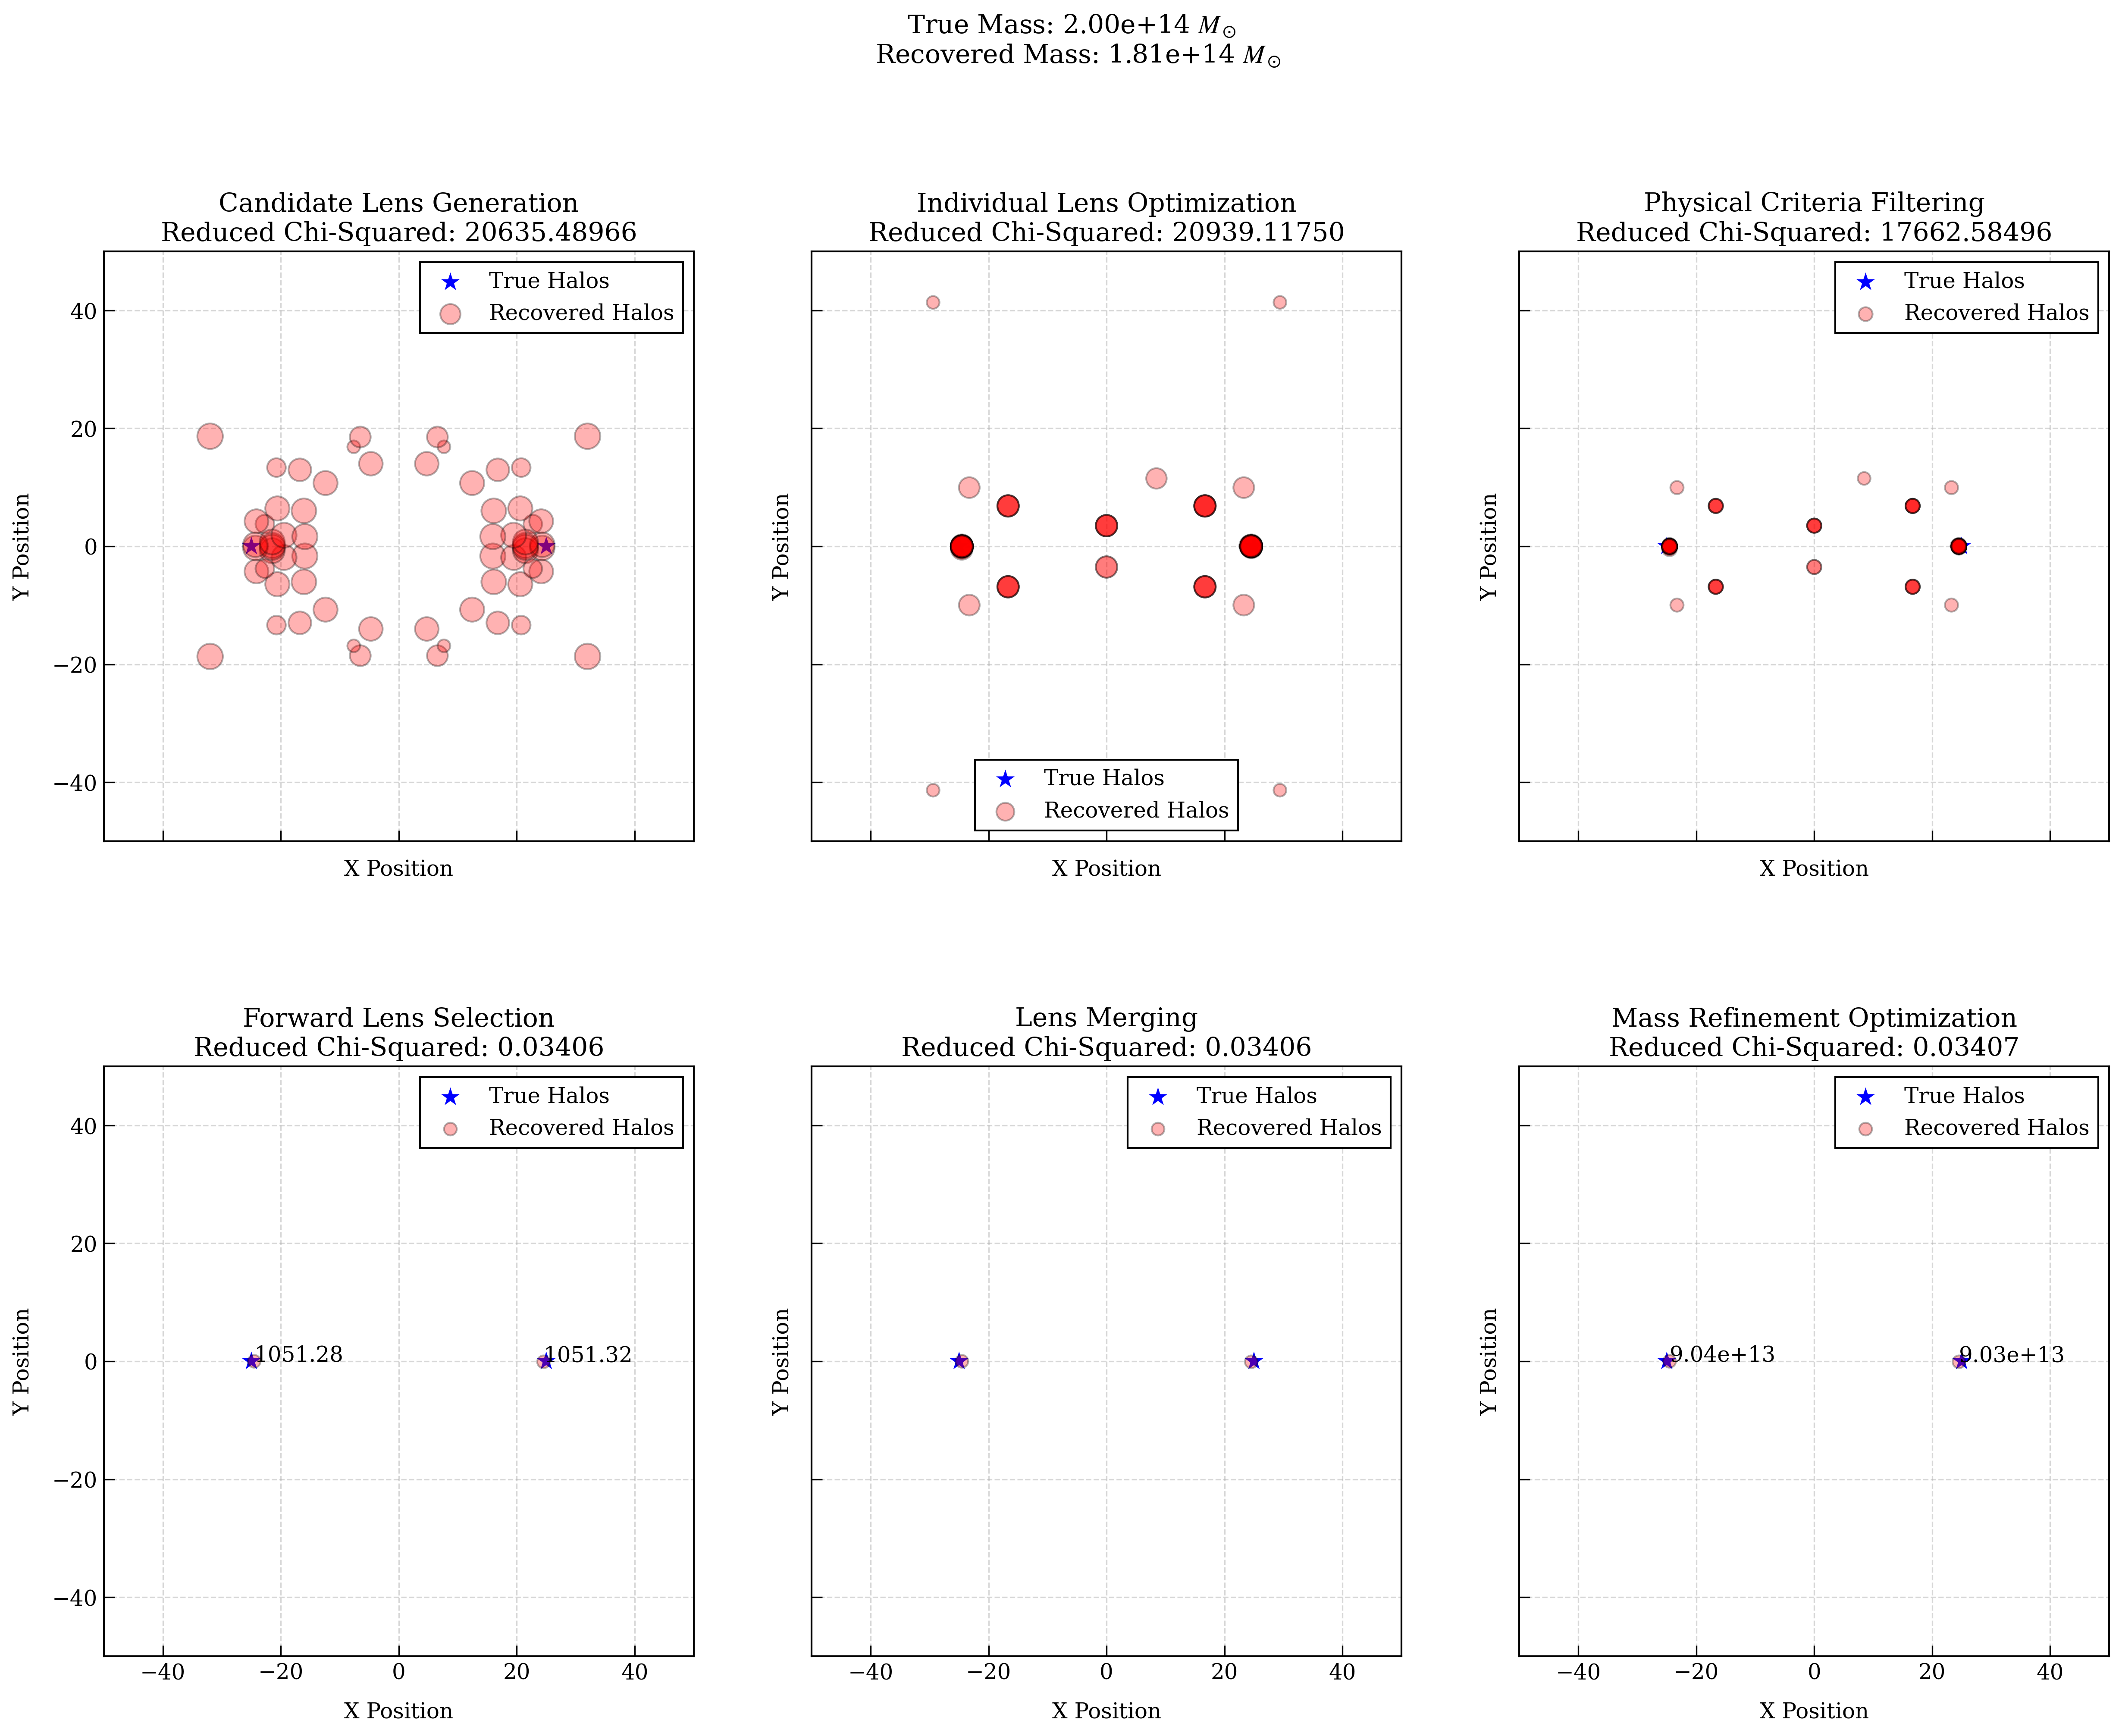 True Mass: 2.00e+14 M⊙
Recovered Mass: 1.81e+14 M⊙
Candidate Lens Generation
Reduced Chi-Squared: 20635.48966
True Halos
Recovered Halos
Y Position
40
20
0
−20
−40
X Position
Individual Lens Optimization
Reduced Chi-Squared: 20939.11750
Y Position
True Halos
Recovered Halos
X Position
Physical Criteria Filtering
Reduced Chi-Squared: 17662.58496
True Halos
Recovered Halos
Y Position
X Position
Forward Lens Selection
Reduced Chi-Squared: 0.03406
True Halos
Recovered Halos
Y Position
40
20
0
−20
−40
1051.28
1051.32
−40 −20 0 20 40
X Position
Lens Merging
Reduced Chi-Squared: 0.03406
True Halos
Recovered Halos
Y Position
−40 −20 0 20 40
X Position
Mass Refinement Optimization
Reduced Chi-Squared: 0.03407
True Halos
Recovered Halos
Y Position
9.04e+13
9.03e+13
−40 −20 0 20 40
X Position